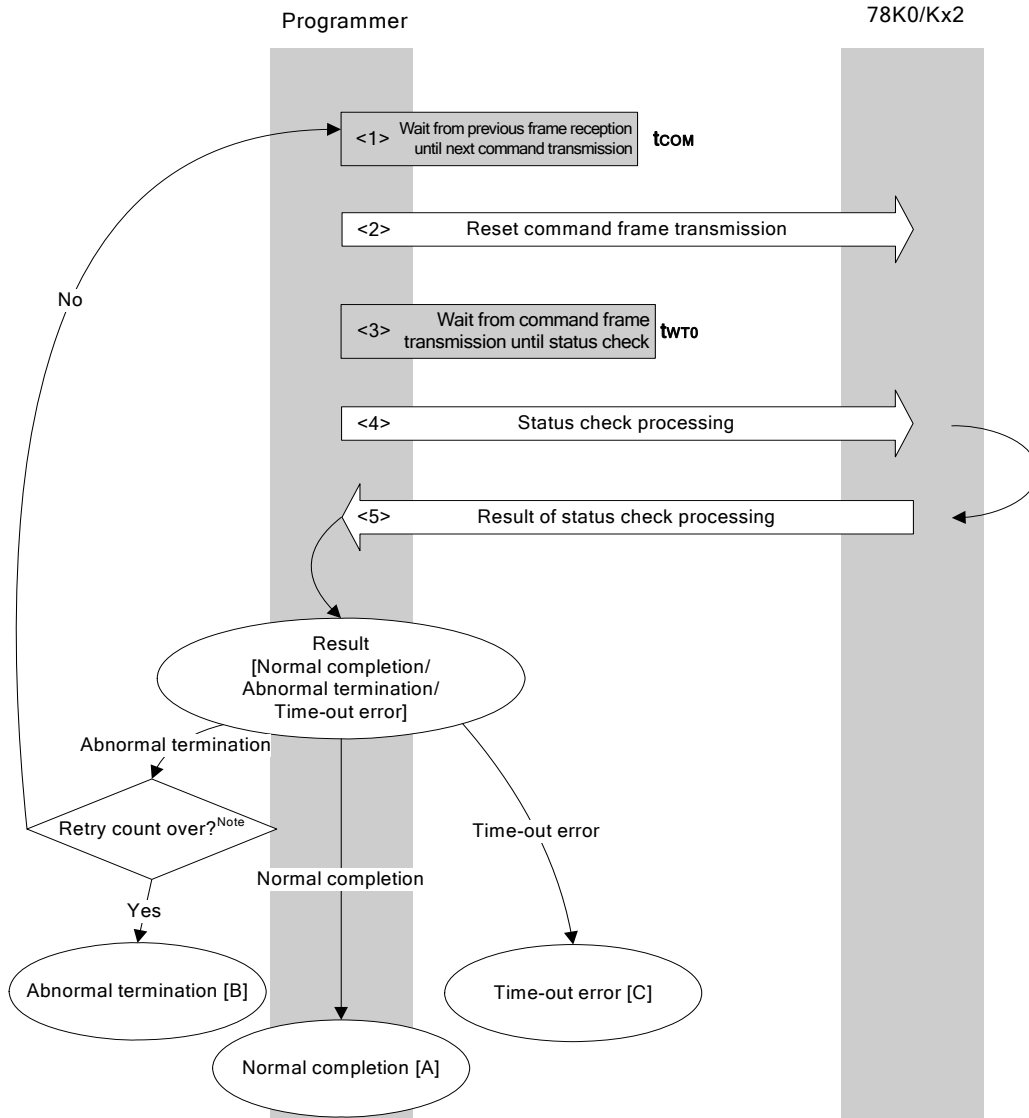 Programmer
78K0/Kx2
<1> Wait from previous frame reception
until next command transmission
tCOM
<2> Reset command frame transmission
No
<3> Wait from command frame
transmission until status check
tWT0
<4> Status check processing
<5> Result of status check processing
Result
[Normal completion/
Abnormal termination/
Time-out error]
Abnormal termination
Retry count over?Note
Time-out error
Normal completion
Yes
Abnormal termination [B]
Time-out error [C]
Normal completion [A]